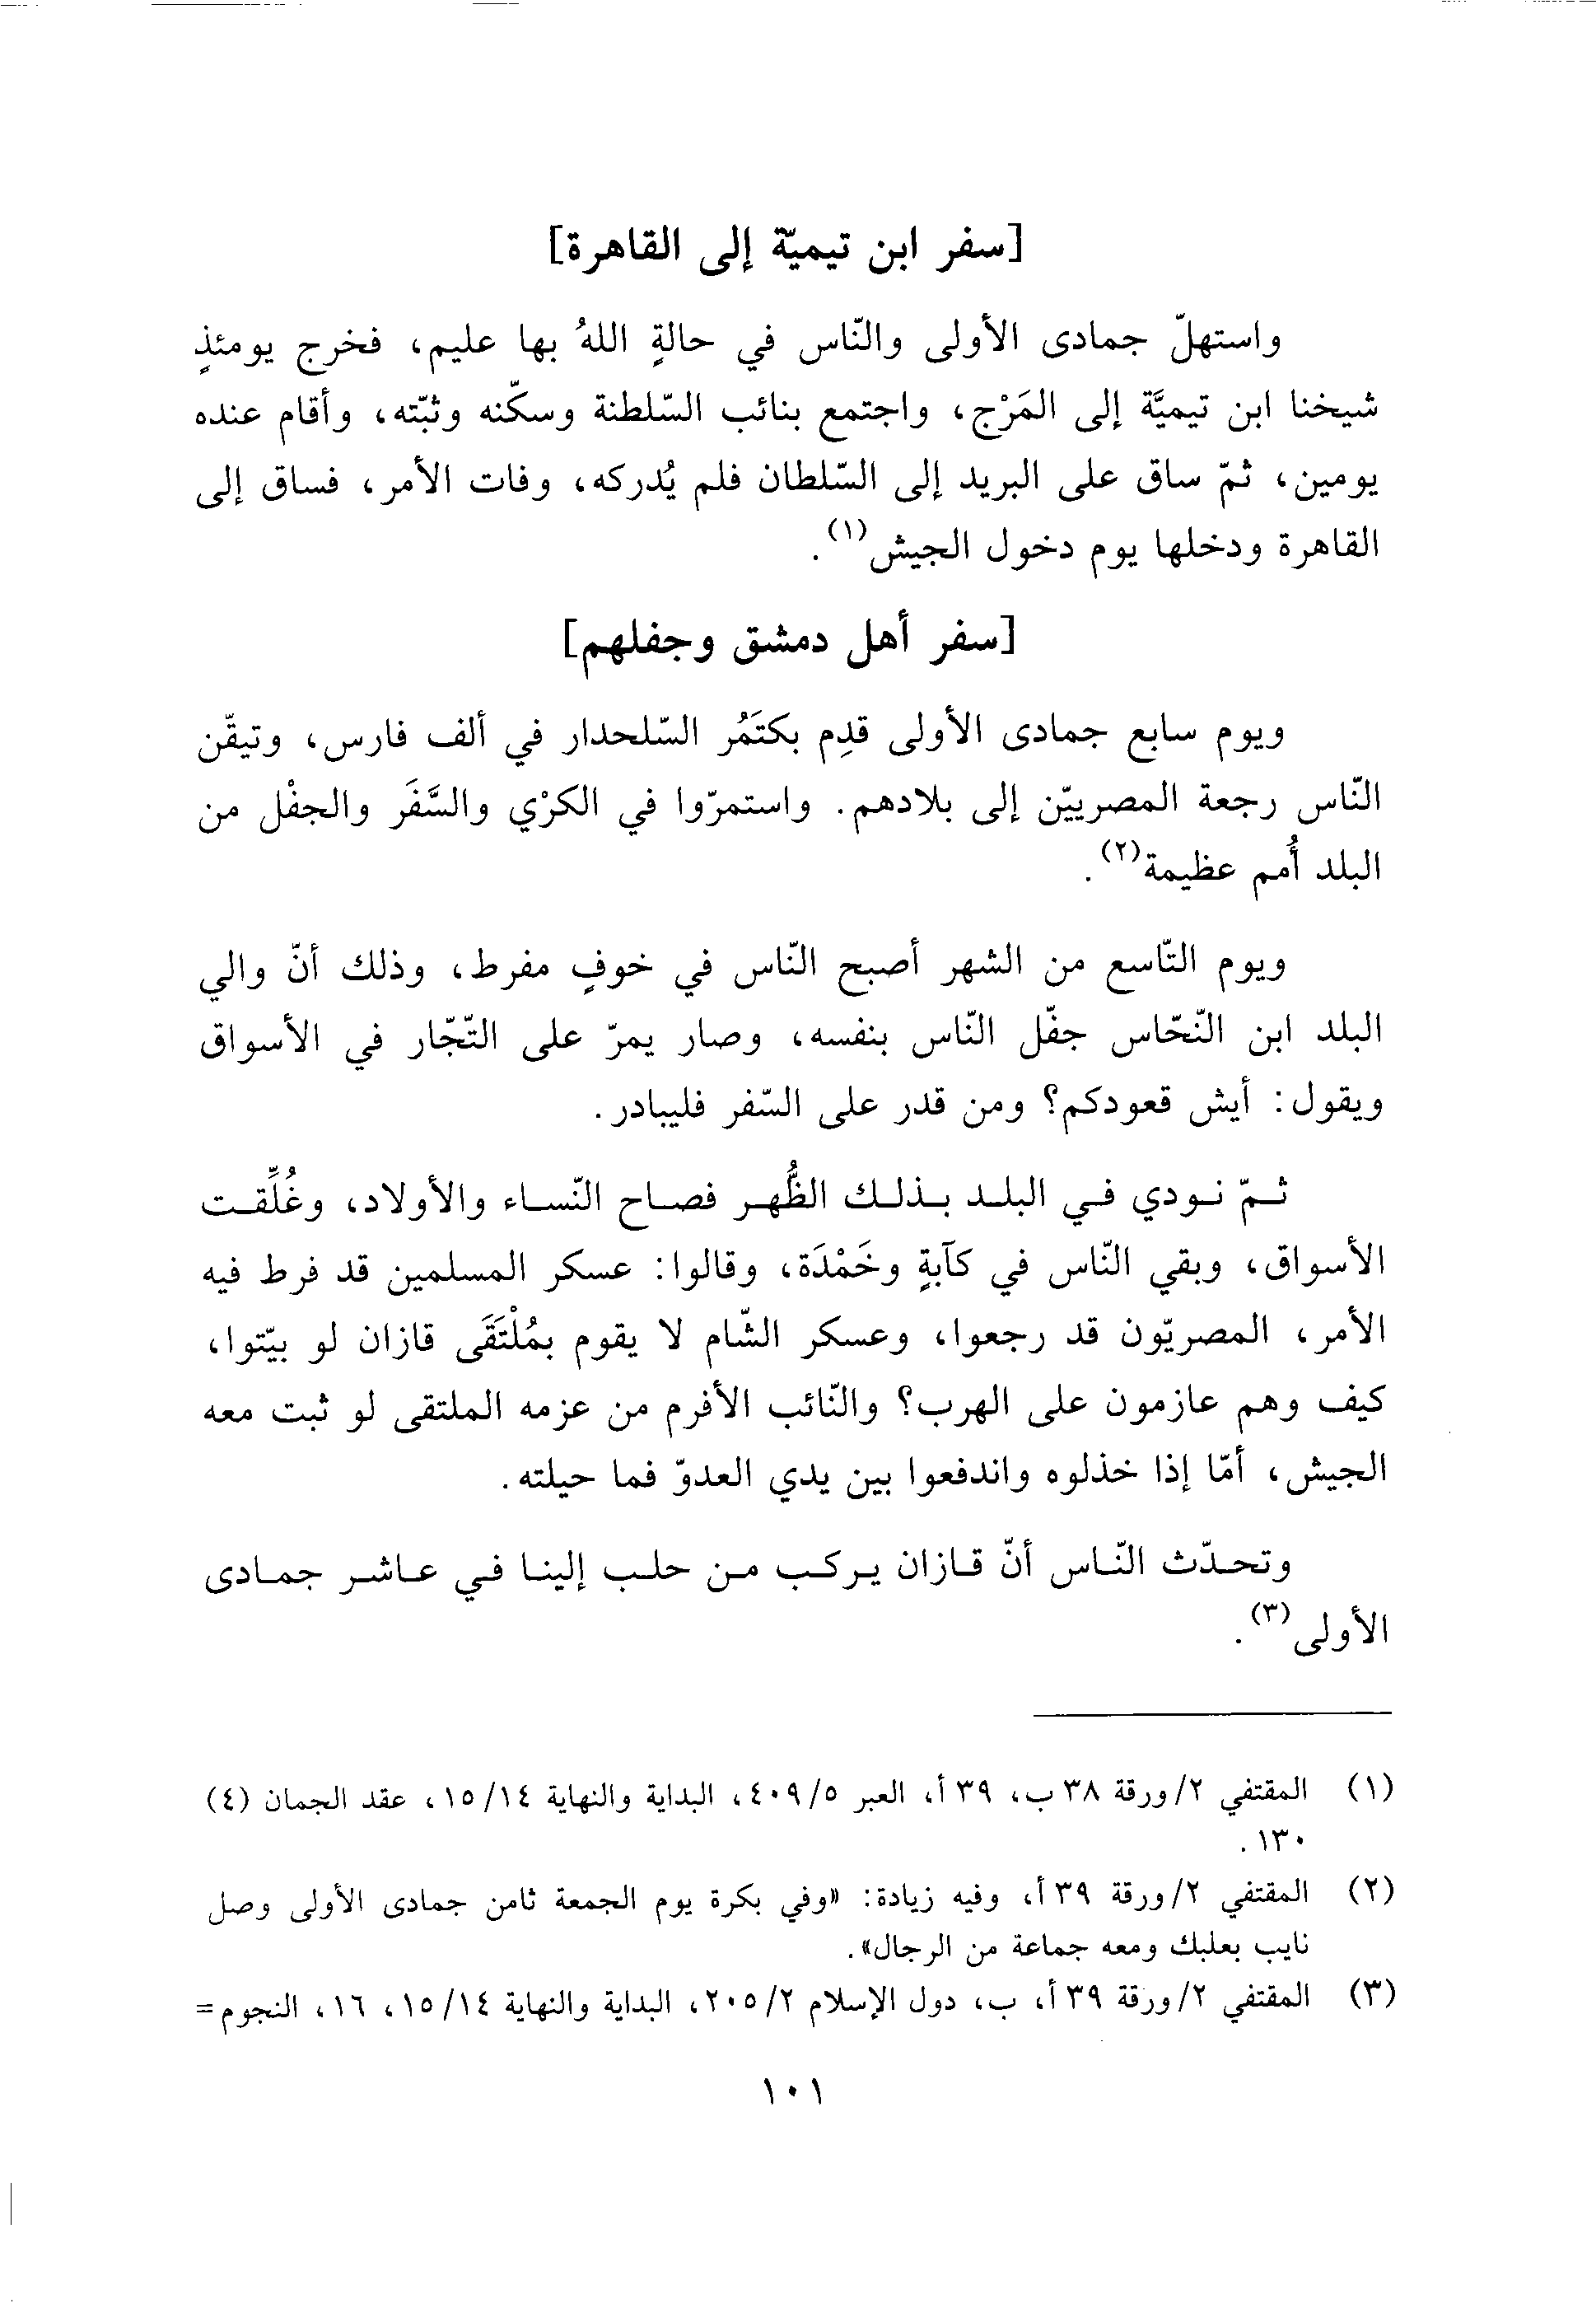 [سفر ابن تيميّة إلى القاهرة]
واستهلّ جمادى الأولى والنّاس في حالةٍ اللهُ بها عليم، فخرج يومئذٍ
شيخنا ابن تيميَّة إلى المَرْج، واجتمع بنائب السّلطنة وسكّنه وثبّته، وأقام عنده
يومين، ثمّ ساق على البريد إلى السّلطان فلم يُدركه، وفات الأمر، فساق إلى
القاهرة ودخلها يوم دخول الجيش(١).
[سفر أهل دمشق وجفلهم]
ويوم سابع جمادى الأولى قدِم بكتَمُر السّلحدار في ألف فارس، وتيقّن
النّاس رجعة المصرييّن إلى بلادهم. واستمرّوا في الكرْي والسَّفَر والجفْل من
البلد أُمم عظيمة(٢).
ويوم التّاسع من الشهر أصبح النّاس في خوفٍ مفرط، وذلك أنّ والي
البلد ابن النّحّاس جفّل النّاس بنفسه، وصار يمرّ على التّجّار في الأسواق
ويقول: أيش قعودكم؟ ومن قدر على السّفر فليبادر.
ثمّ نودي في البلد بذلك الظُّهر فصاح النّساء والأولاد، وغُلِّقت
الأسواق، وبقي النّاس في كآبةٍ وخَمْدَة، وقالوا: عسكر المسلمين قد فرط فيه
الأمر، المصريّون قد رجعوا، وعسكر الشّام لا يقوم بمُلْتَقَى قازان لو بيّتوا،
كيف وهم عازمون على الهرب؟ والنّائب الأفرم من عزمه الملتقى لو ثبت معه
الجيش، أمّا إذا خذلوه واندفعوا بين يدي العدوّ فما حيلته.
وتحدّث النّاس أنّ قازان يركب من حلب إلينا في عاشر جمادى
الأولى(٣).
(١) المقتفي ٢/ورقة ٣٨ ب، ٣٩ أ، العبر ٥/٤٠٩، البداية والنهاية ١٥/١٤، عقد الجمان (٤)
١٣٠.
(٢) المقتفي ٢/ورقة ٣٩ أ، وفيه زيادة: «وفي بكرة يوم الجمعة ثامن جمادى الأولى وصل
نايب بعلبك ومعه جماعة من الرجال».
(٣) المقتفي ٢/ورقة ٣٩ أ، ب، دول الإسلام ٢٠٥/٢، البداية والنهاية ١٥/١٤، ١٦، النجوم=
١٠١